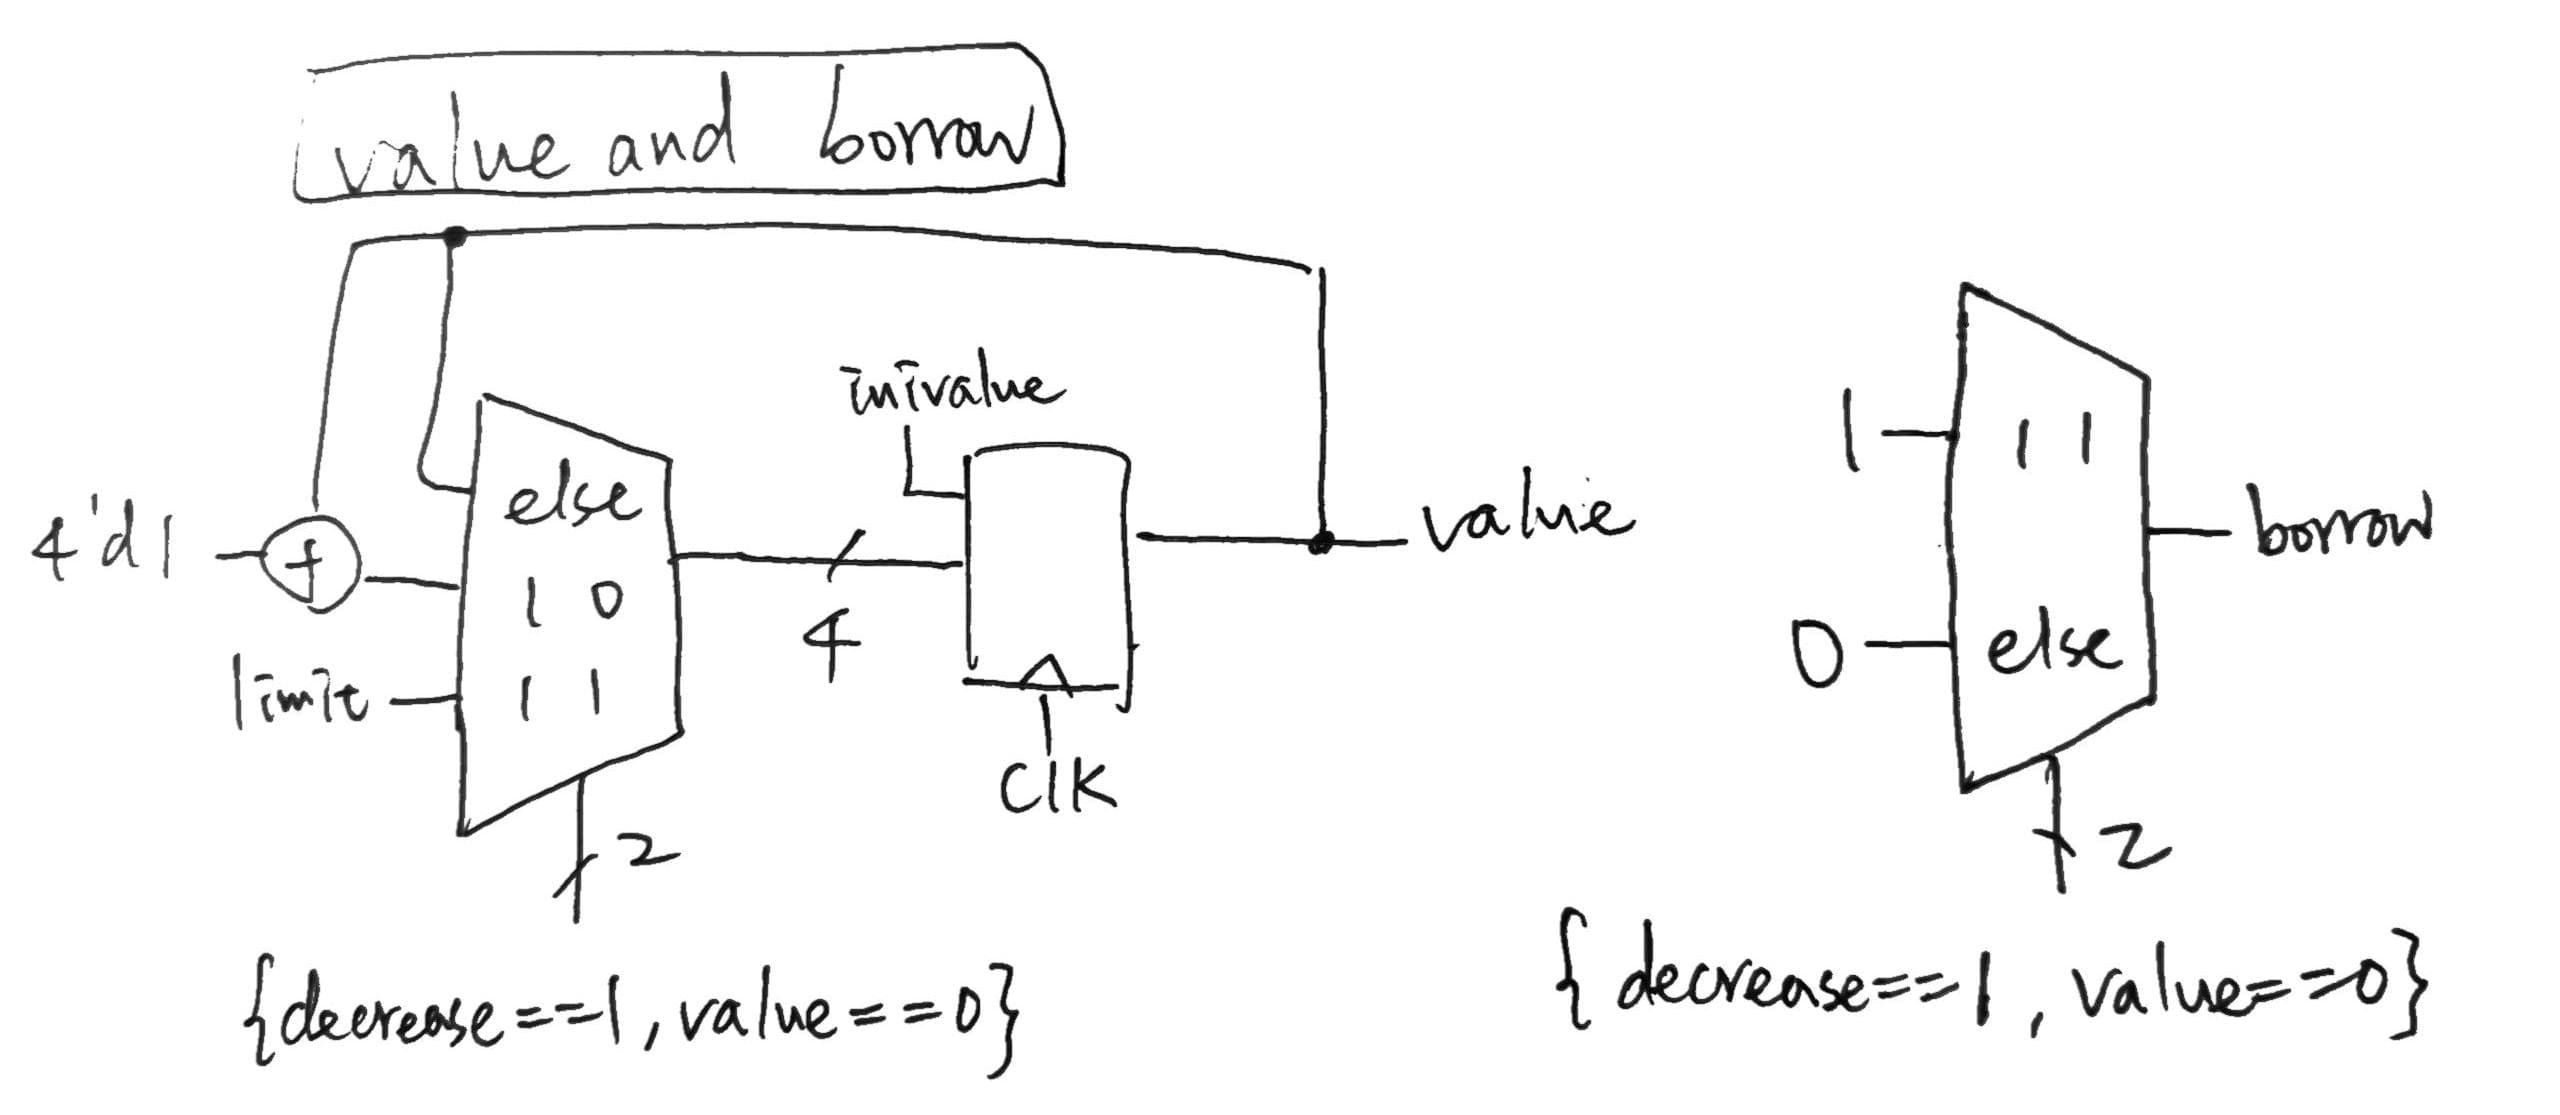 value and borrow
inivalue
else
4'd1
+
1 0
limit
1 1
4
value
clk
2
{decrease==1, value==0}
1
1 1
borrow
0
else
2
{decrease==1, value==0}